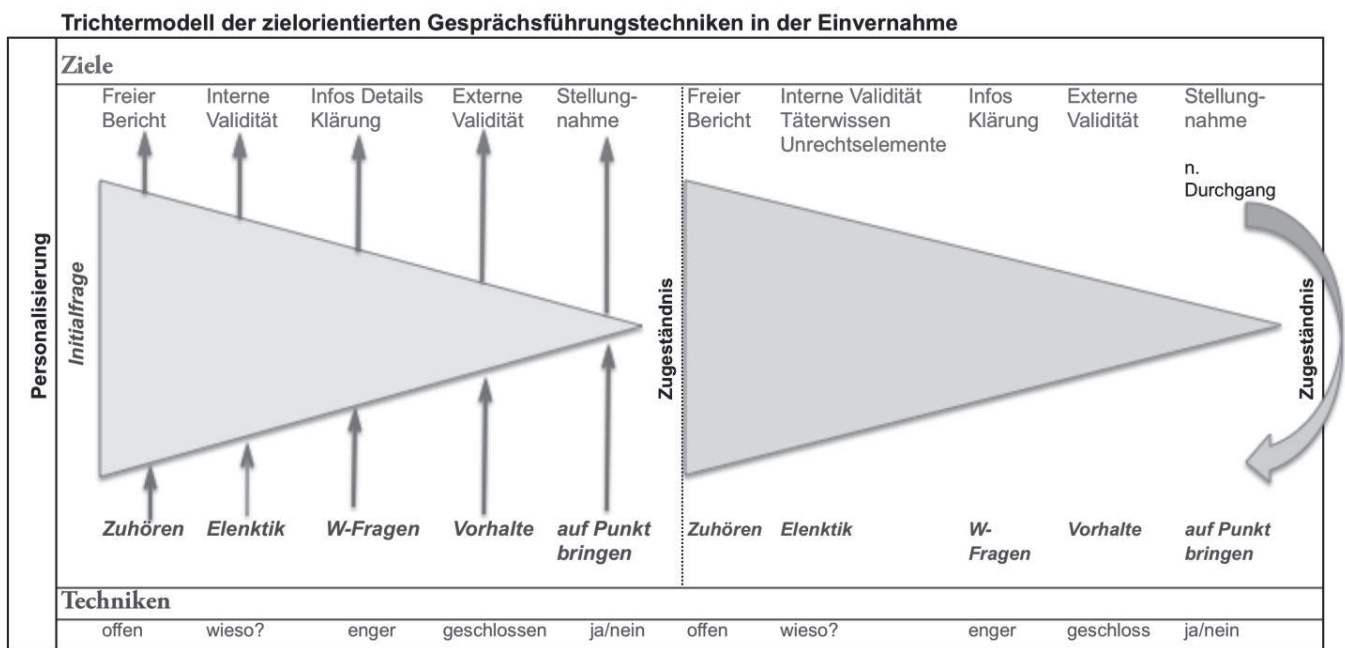 Trichtermodell der zielorientierten Gesprächsführungstechniken in der Einvernahme
Ziele
Freier Bericht
Interne Validität
Infos Details Klärung
Externe Validität
Stellung-nahme
Freier Bericht
Interne Validität Täterwissen Unrechtselemente
Infos Klärung
Externe Validität
Stellung-nahme
n. Durchgang
Personalisierung
Initialfrage
Zugeständnis
Zugeständnis
Zuhören
Elenktik
W-Fragen
Vorhalte
auf Punkt bringen
Zuhören
Elenktik
W-Fragen
Vorhalte
auf Punkt bringen
Techniken
offen wieso? enger geschlossen ja/nein offen wieso? enger geschloss ja/nein